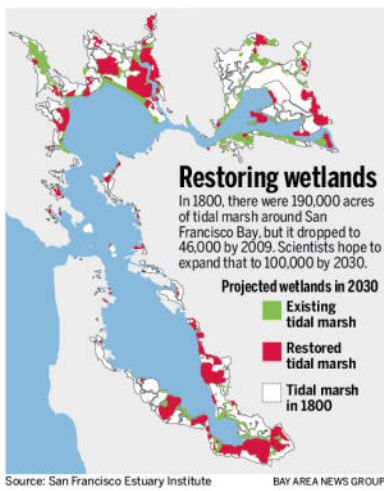 Restoring wetlands
In 1800, there were 190,000 acres
of tidal marsh around San
Francisco Bay, but it dropped to
46,000 by 2009. Scientists hope to
expand that to 100,000 by 2030.
Projected wetlands in 2030
Existing
tidal marsh
Restored
tidal marsh
Tidal marsh
in 1800
Source: San Francisco Estuary Institute
BAY AREA NEWS GROUP